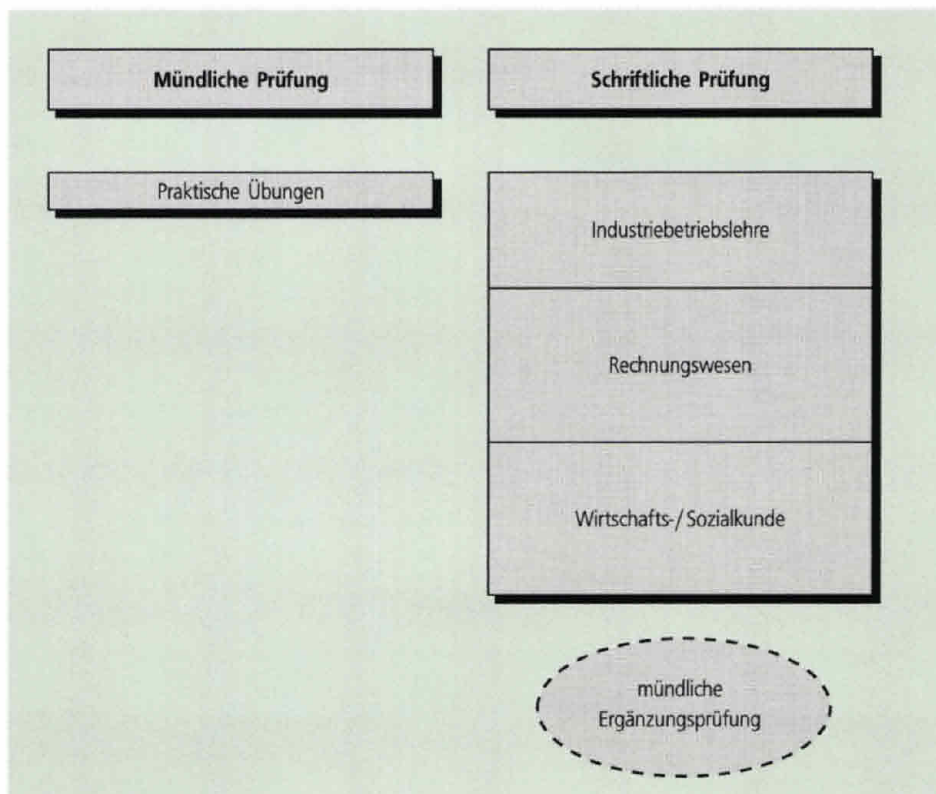 Mündliche Prüfung
Schriftliche Prüfung
Praktische Übungen
Industriebetriebslehre
Rechnungswesen
Wirtschafts-/Sozialkunde
mündliche
Ergänzungsprüfung